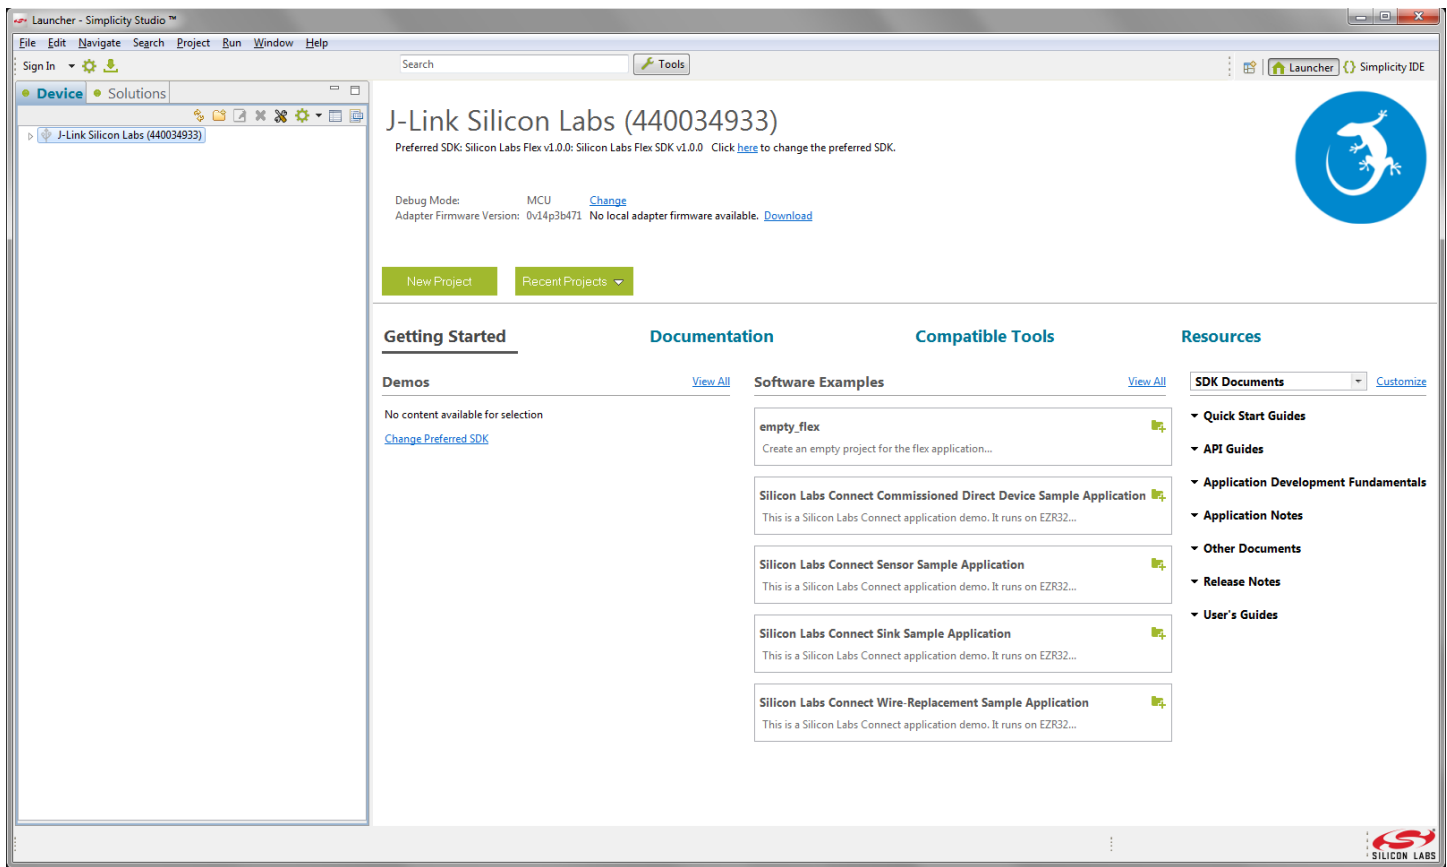 Launcher - Simplicity Studio ™
File Edit Navigate Search Project Run Window Help
Sign In
Search
Tools
Launcher
Simplicity IDE
Device
Solutions
J-Link Silicon Labs (440034933)
J-Link Silicon Labs (440034933)
Preferred SDK: Silicon Labs Flex v1.0.0: Silicon Labs Flex SDK v1.0.0 Click here to change the preferred SDK.
Debug Mode: MCU Change
Adapter Firmware Version: 0v14p3b471 No local adapter firmware available. Download
New Project
Recent Projects
Getting Started
Documentation
Compatible Tools
Resources
Demos
View All
No content available for selection
Change Preferred SDK
Software Examples
View All
empty_flex
Create an empty project for the flex application...
Silicon Labs Connect Commissioned Direct Device Sample Application
This is a Silicon Labs Connect application demo. It runs on EZR32...
Silicon Labs Connect Sensor Sample Application
This is a Silicon Labs Connect application demo. It runs on EZR32...
Silicon Labs Connect Sink Sample Application
This is a Silicon Labs Connect application demo. It runs on EZR32...
Silicon Labs Connect Wire-Replacement Sample Application
This is a Silicon Labs Connect application demo. It runs on EZR32...
SDK Documents
Customize
Quick Start Guides
API Guides
Application Development Fundamentals
Application Notes
Other Documents
Release Notes
User's Guides
SILICON LABS